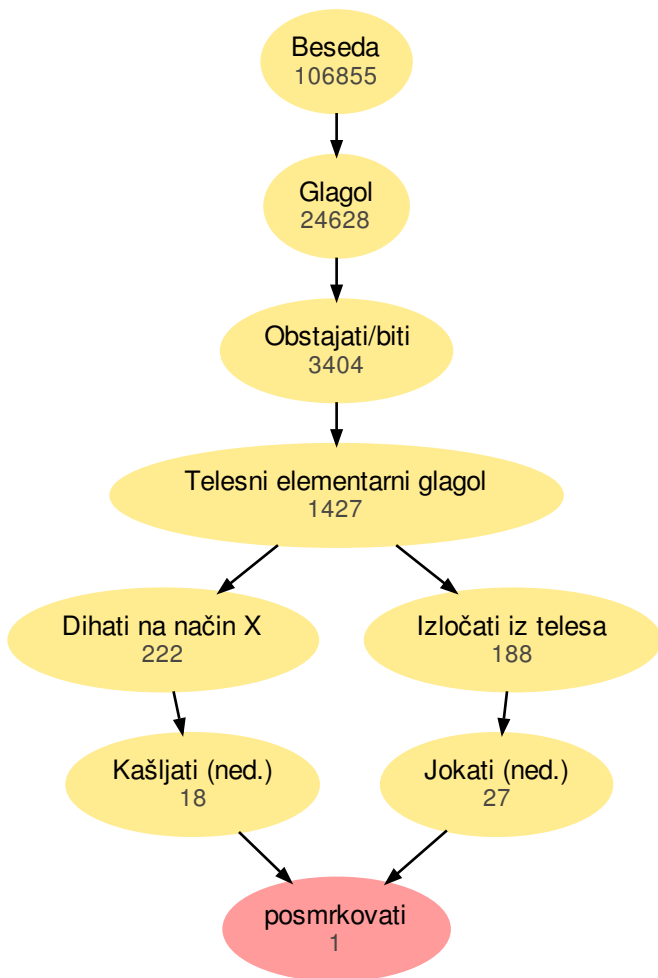 Beseda
106855
Glagol
24628
Obstajati/biti
3404
Telesni elementarni glagol
1427
Dihati na način X
222
Izločati iz telesa
188
Kašljati (ned.)
18
Jokati (ned.)
27
posmrkovati
1